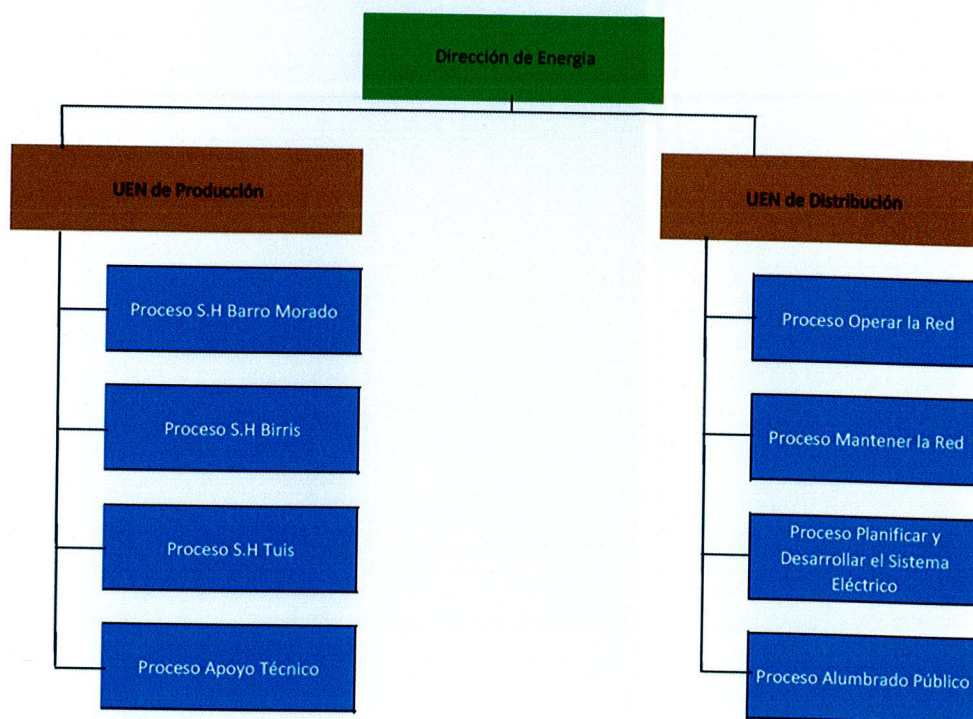 Dirección de Energia
UEN de Producción
Proceso S.H Barro Morado
Proceso S.H Birris
Proceso S.H Tuis
Proceso Apoyo Técnico
UEN de Distribución
Proceso Operar la Red
Proceso Mantener la Red
Proceso Planificar y
Desarrollar el Sistema
Eléctrico
Proceso Alumbrado Público